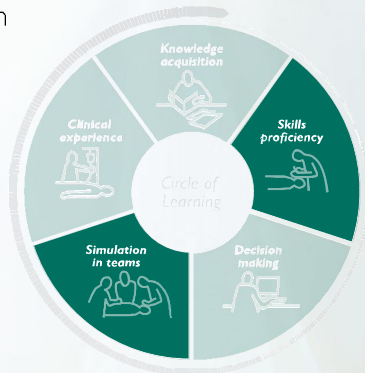 n
Knowledge
acquisition
Clinical
experience
Skills
proficiency
Circle of
Learning
Simulation
in teams
Decision
making